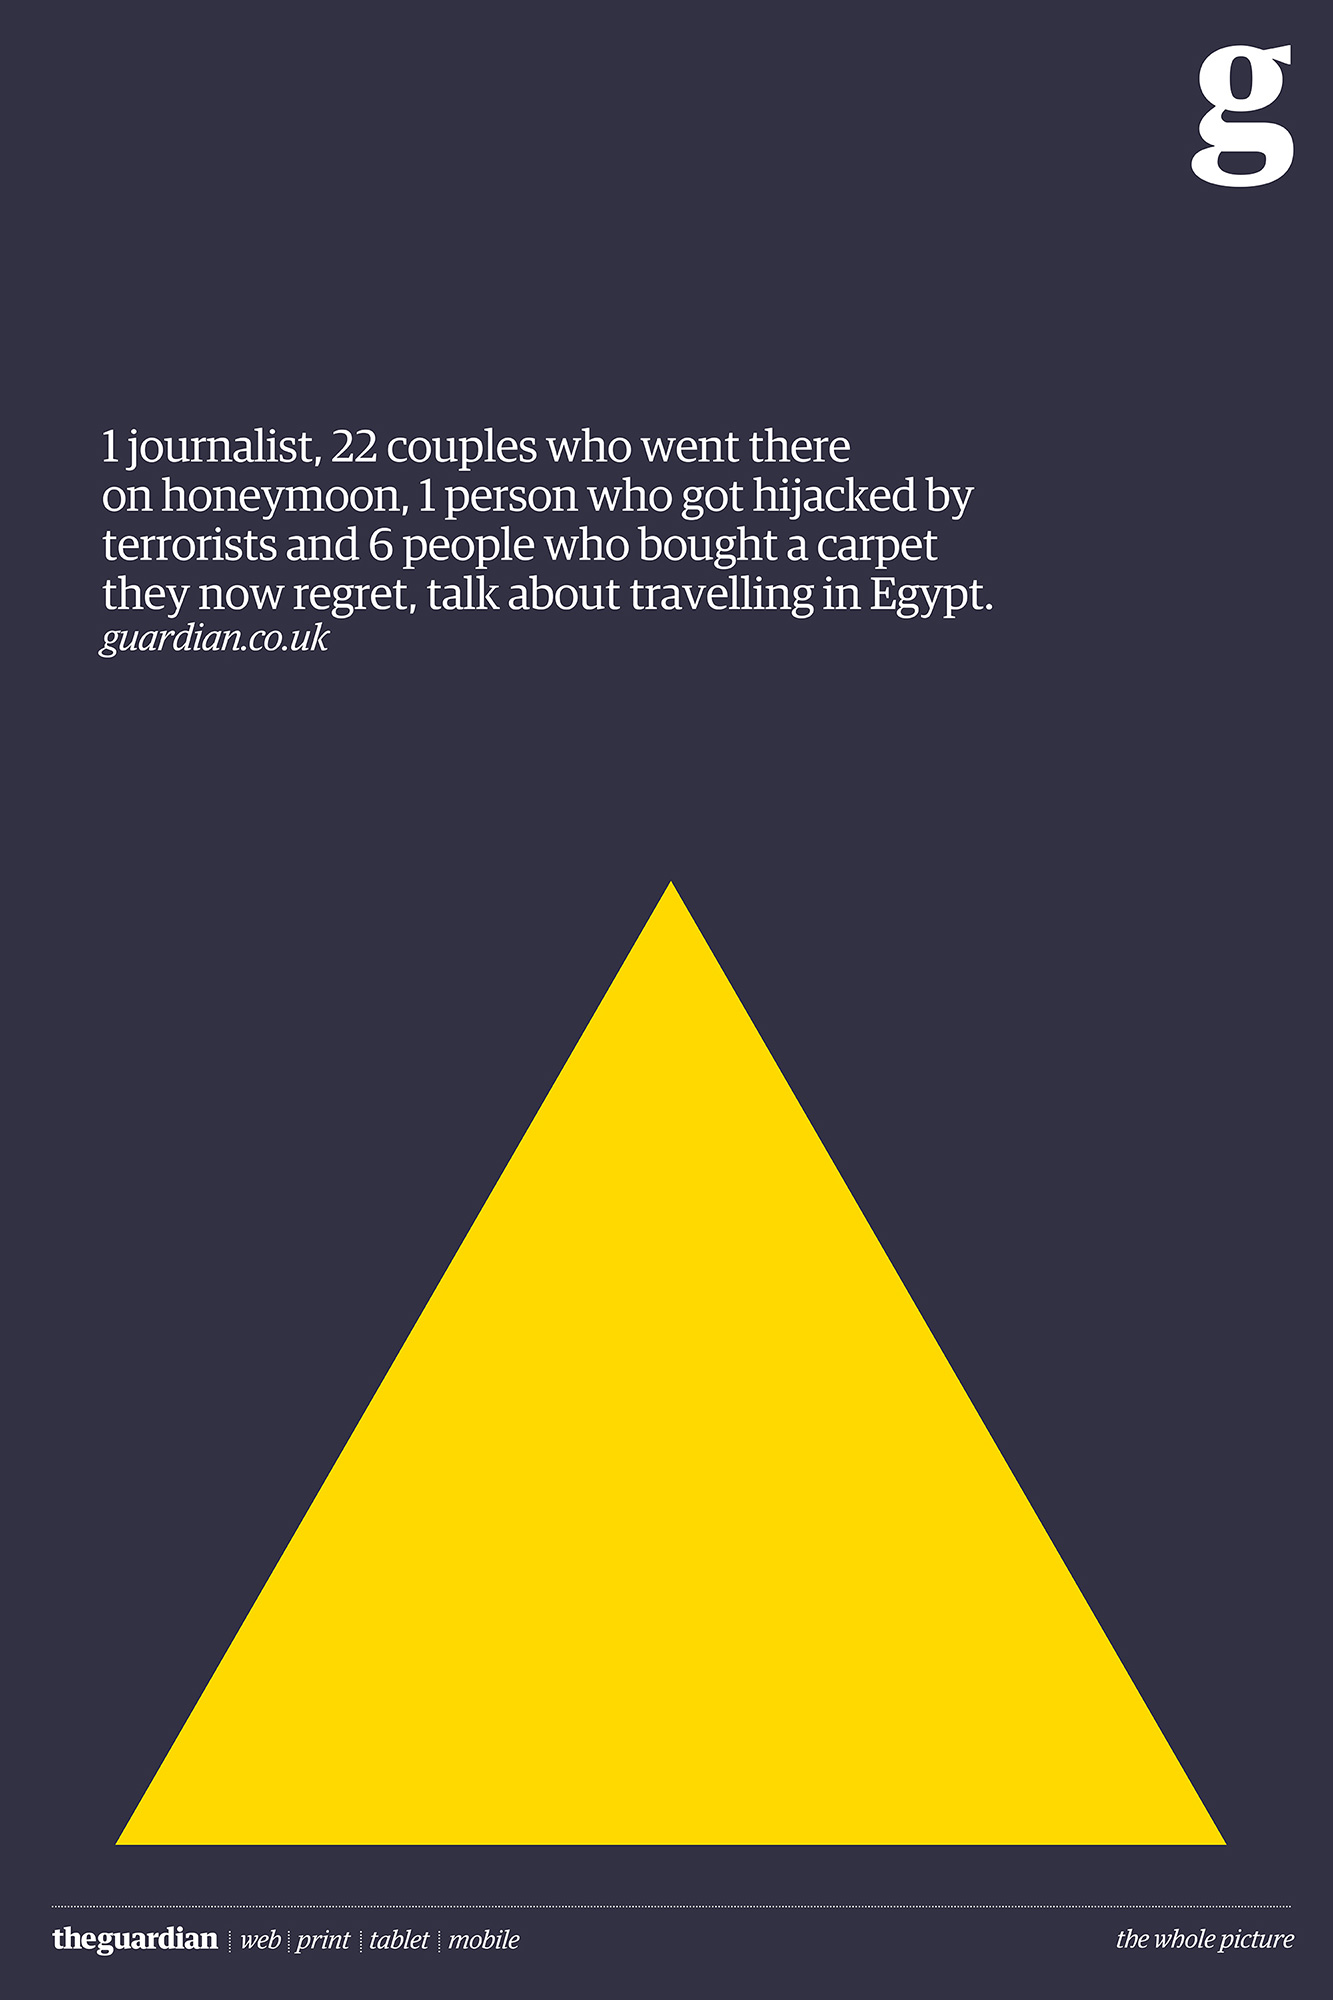 g
1 journalist, 22 couples who went there
on honeymoon, 1 person who got hijacked by
terrorists and 6 people who bought a carpet
they now regret, talk about travelling in Egypt.
guardian.co.uk
theguardian web print tablet mobile
the whole picture